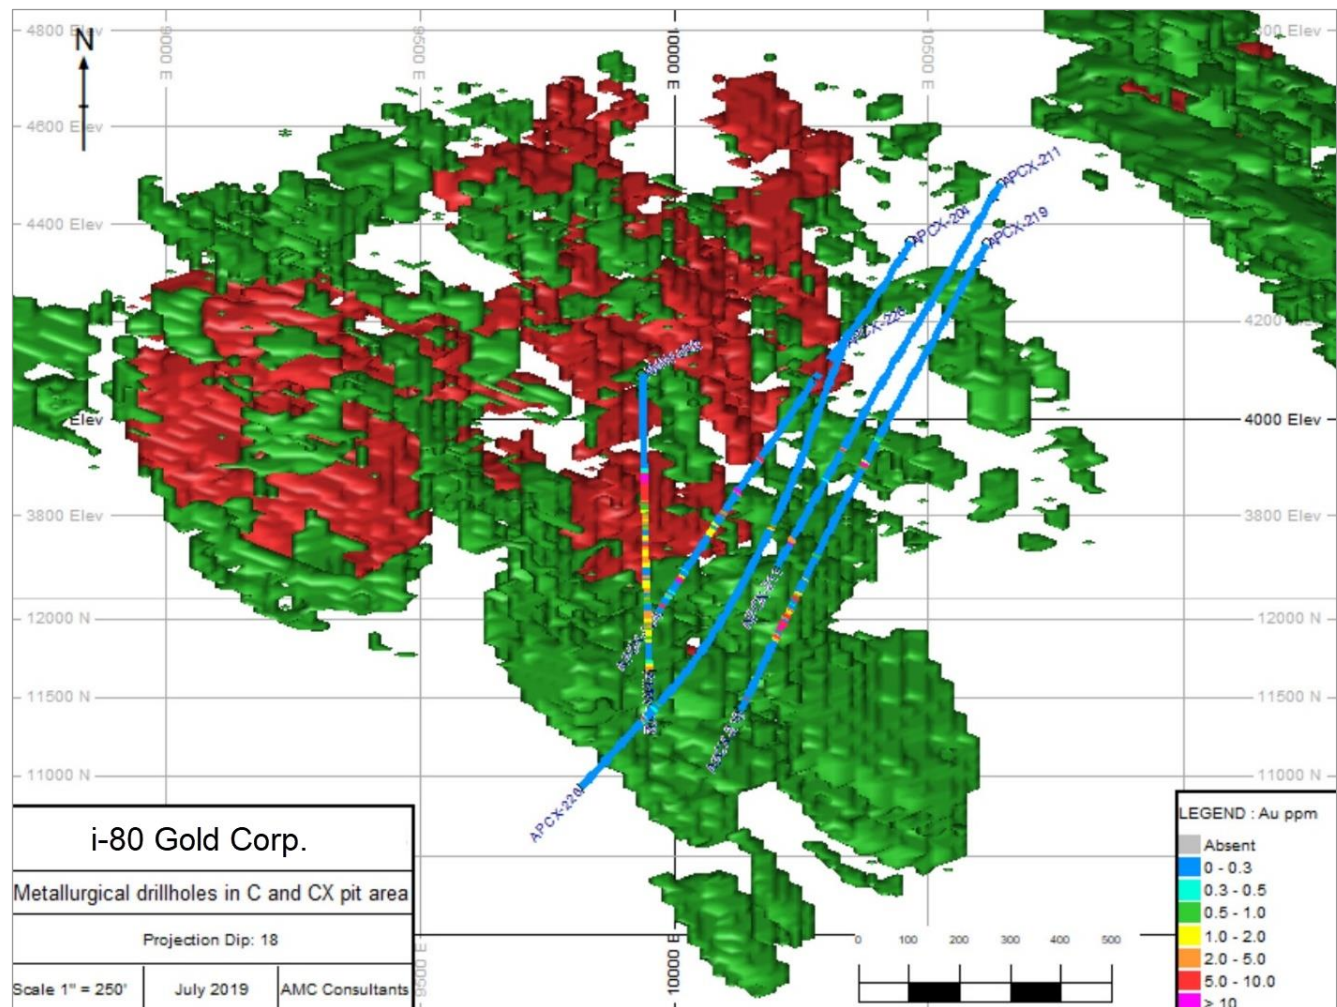 4800 Elev
N
9000 E
9500 E
10000 E
10500 E
4600 Elev
APCX-211
4400 Elev
APCX-219
4200 Elev
Elev
4000 Elev
3800 Elev
3800 Elev
12000 N
12000 N
11500 N
11500 N
11000 N
11000 N
APCX-220
i-80 Gold Corp.
Metallurgical drillholes in C and CX pit area
Projection Dip: 18
Scale 1" = 250'
July 2019
AMC Consultants
9500 E
10000 E
0 100 200 300 400 500
LEGEND : Au ppm
Absent
0 - 0.3
0.3 - 0.5
0.5 - 1.0
1.0 - 2.0
2.0 - 5.0
5.0 - 10.0
> 10